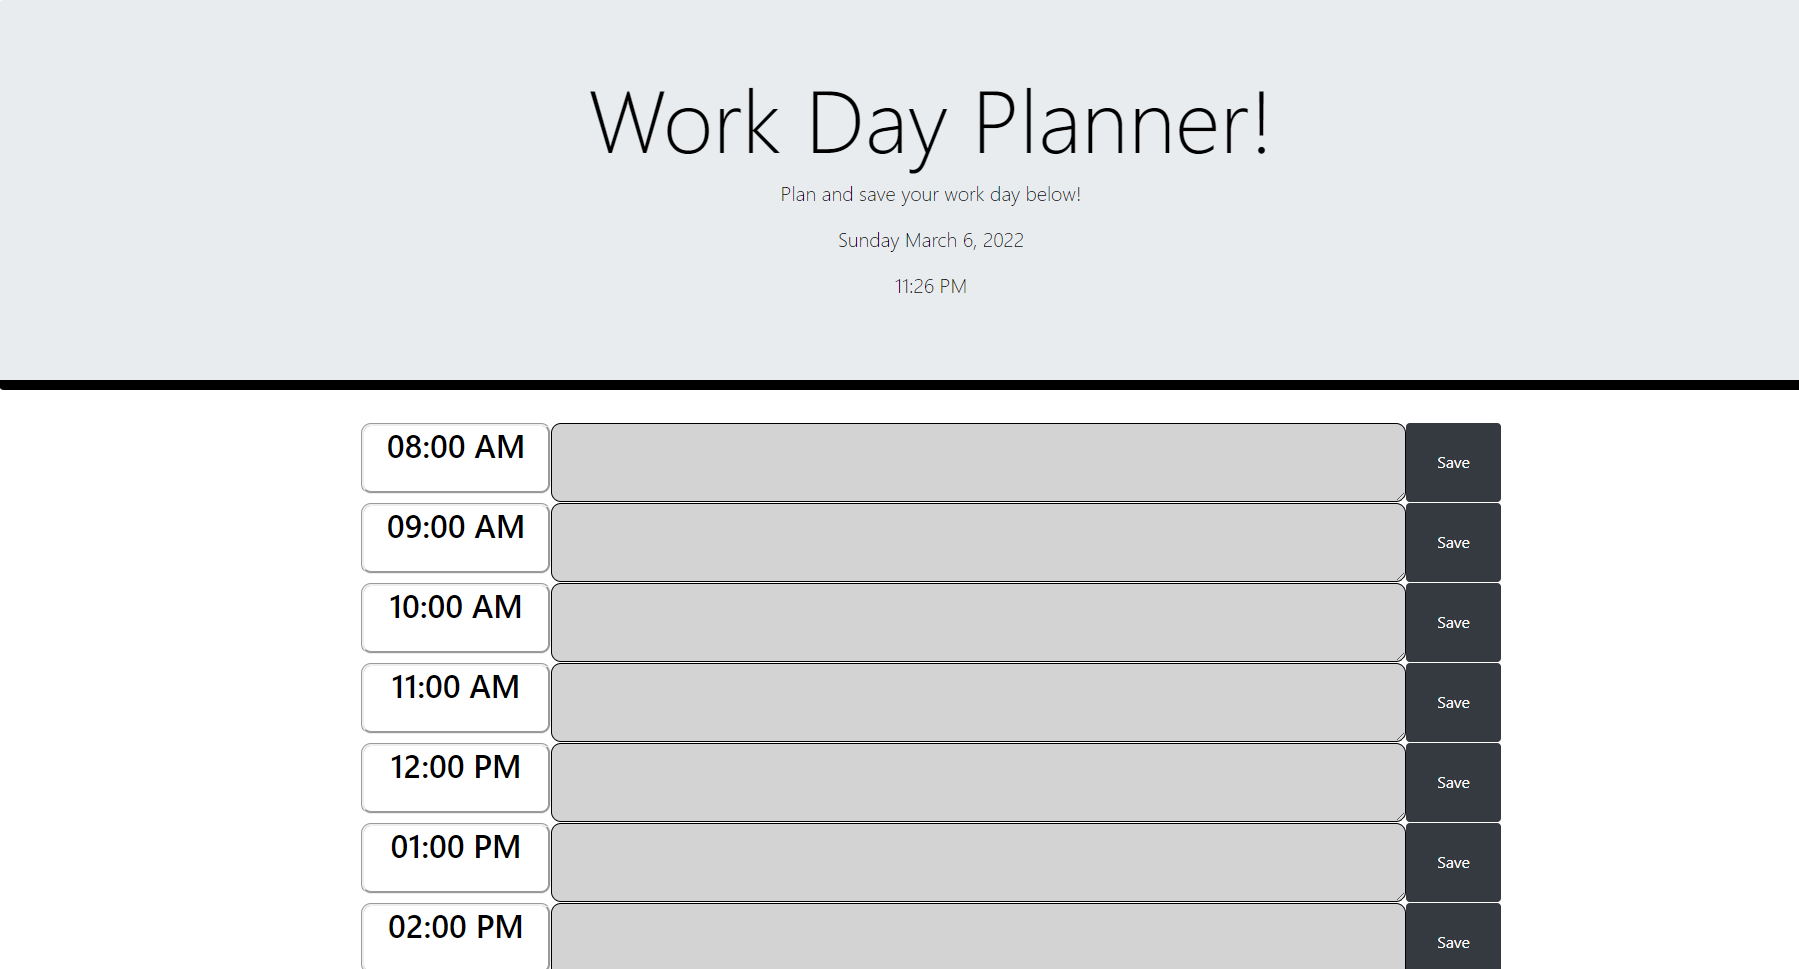 Work Day Planner!
Plan and save your work day below!
Sunday March 6, 2022
11:26 PM
08:00 AM Save
09:00 AM Save
10:00 AM Save
11:00 AM Save
12:00 PM Save
01:00 PM Save
02:00 PM Save